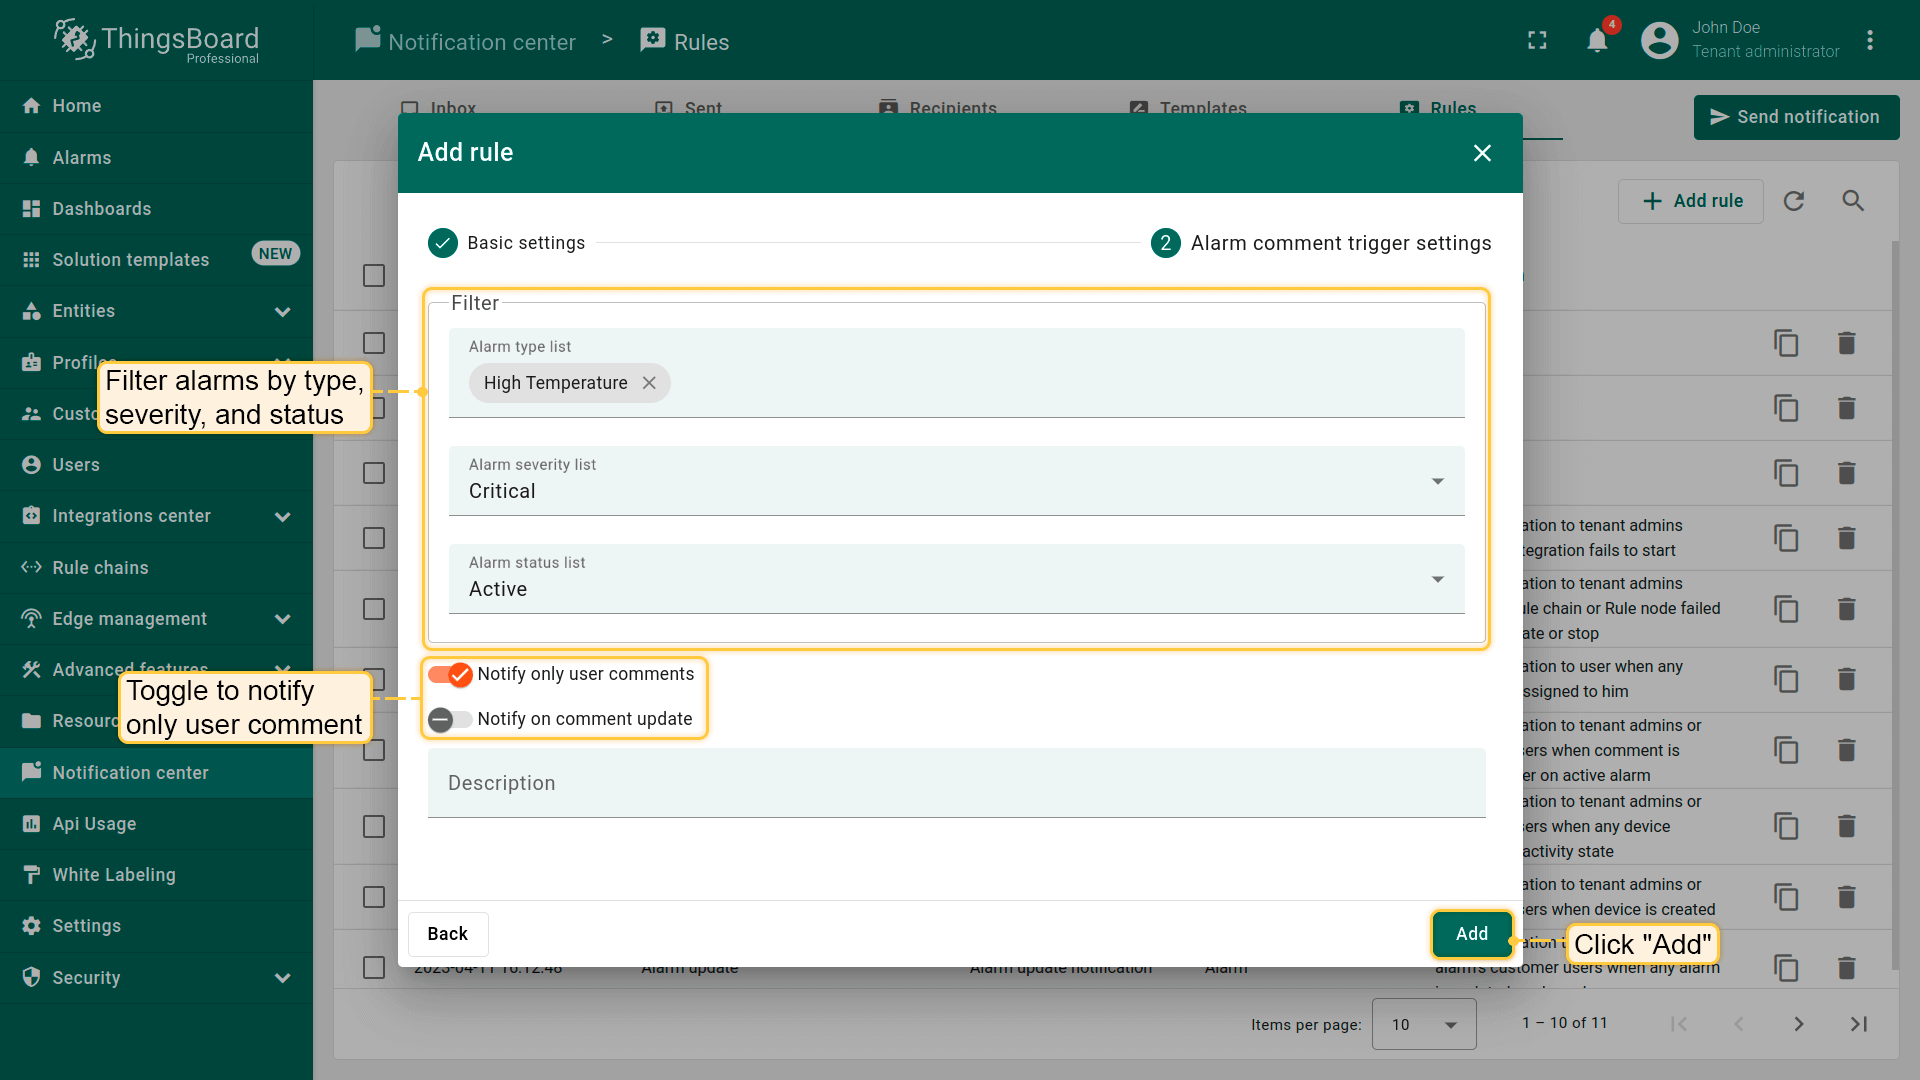 ThingsBoard
Professional
Notification center > Rules
4
John Doe
Tenant administrator
Home
Alarms
Dashboards
Solution templates NEW
Entities
Profiles
Custo
Users
Integrations center
Rule chains
Edge management
Advanced features
Resour
Notification center
Api Usage
White Labeling
Settings
Security
Inbox
Sent
Recipients
Templates
Rules
Send notification
Add rule
Add rule
Basic settings
2 Alarm comment trigger settings
Filter
Alarm type list
High Temperature
Alarm severity list
Critical
Alarm status list
Active
Notify only user comments
Notify on comment update
Description
Back
Add
Filter alarms by type,
severity, and status
Toggle to notify
only user comment
Click "Add"
ation to tenant admins
tegration fails to start
ation to tenant admins
ule chain or Rule node failed
ate or stop
ation to user when any
ssigned to him
ation to tenant admins or
sers when comment is
er on active alarm
ation to tenant admins or
sers when any device
activity state
ation to tenant admins or
sers when device is created
ation t
2023-04-11 16:12:48 Alarm update Alarm update notification Alarm alarm's customer users when any alarm
Items per page: 10 1 – 10 of 11